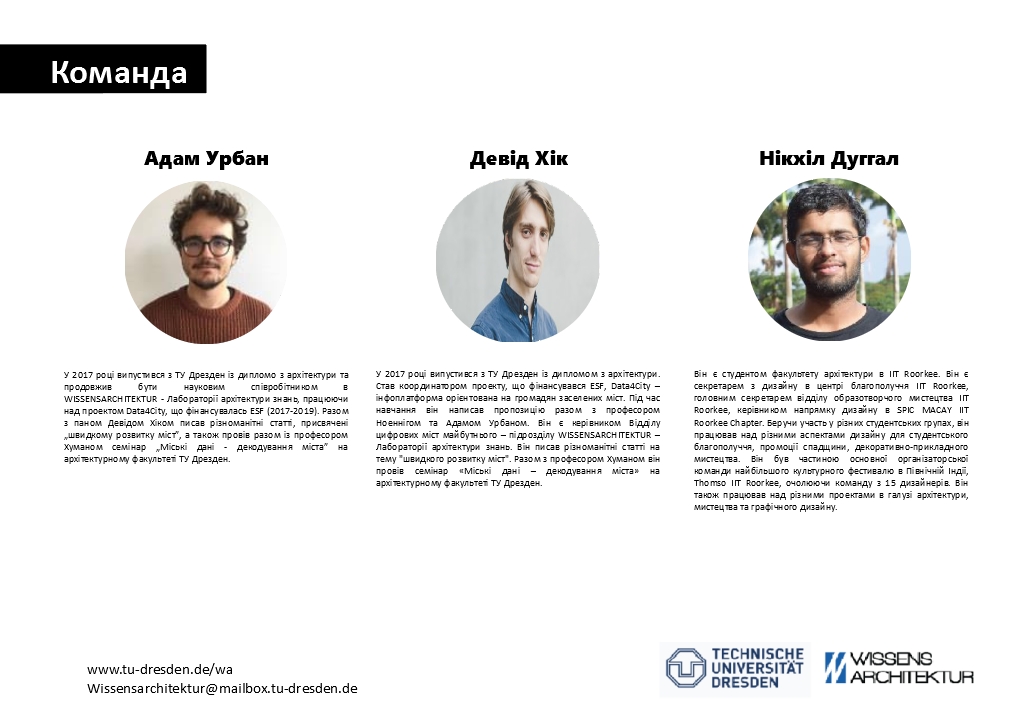 Команда
Адам Урбан
У 2017 році випустився з ТУ Дрезден із дипломо з архітектури та
продовжив бути науковим співробітником в
WISSENSARCHITEKTUR - Лабораторії архітектури знань, працюючи
над проектом Data4City, що фінансувалась ESF (2017-2019). Разом
з паном Девідом Хіком писав різноманітні статті, присвячені
„швидкому розвитку міст”, а також провів разом із професором
Хуманом семінар „Міські дані - декодування міста” на
архітектурному факультеті ТУ Дрезден.
Девід Хік
У 2017 році випустився з ТУ Дрезден із дипломом з архітектури.
Став координатором проекту, що фінансувався ESF, Data4City –
інфоплатформа орієнтована на громадян заселених міст. Під час
навчання він написав пропозицію разом з професором
Ноеннігом та Адамом Урбаном. Він є керівником Відділу
цифрових міст майбутнього – підрозділу WISSENSARCHITEKTUR –
Лабораторії архітектури знань. Він писав різноманітні статті на
тему "швидкого розвитку міст". Разом з професором Хуманом він
провів семінар «Міські дані – декодування міста» на
архітектурному факультеті ТУ Дрезден.
Нікхіл Дуггал
Він є студентом факультету архітектури в IIT Roorkee. Він є
секретарем з дизайну в центрі благополуччя IIT Roorkee,
головним секретарем відділу образотворчого мистецтва IIT
Roorkee, керівником напрямку дизайну в SPIC MACAY IIT
Roorkee Chapter. Беручи участь у різних студентських групах, він
працював над різними аспектами дизайну для студентського
благополуччя, промоції спадщини, декоративно-прикладного
мистецтва. Він був частиною основної організаторської
команди найбільшого культурного фестивалю в Північній Індії,
Thomso IIT Roorkee, очолюючи команду з 15 дизайнерів. Він
також працював над різними проектами в галузі архітектури,
мистецтва та графічного дизайну.
www.tu-dresden.de/wa
Wissensarchitektur@mailbox.tu-dresden.de
TECHNISCHE
UNIVERSITÄT
DRESDEN
WISSENS
ARCHITEKTUR